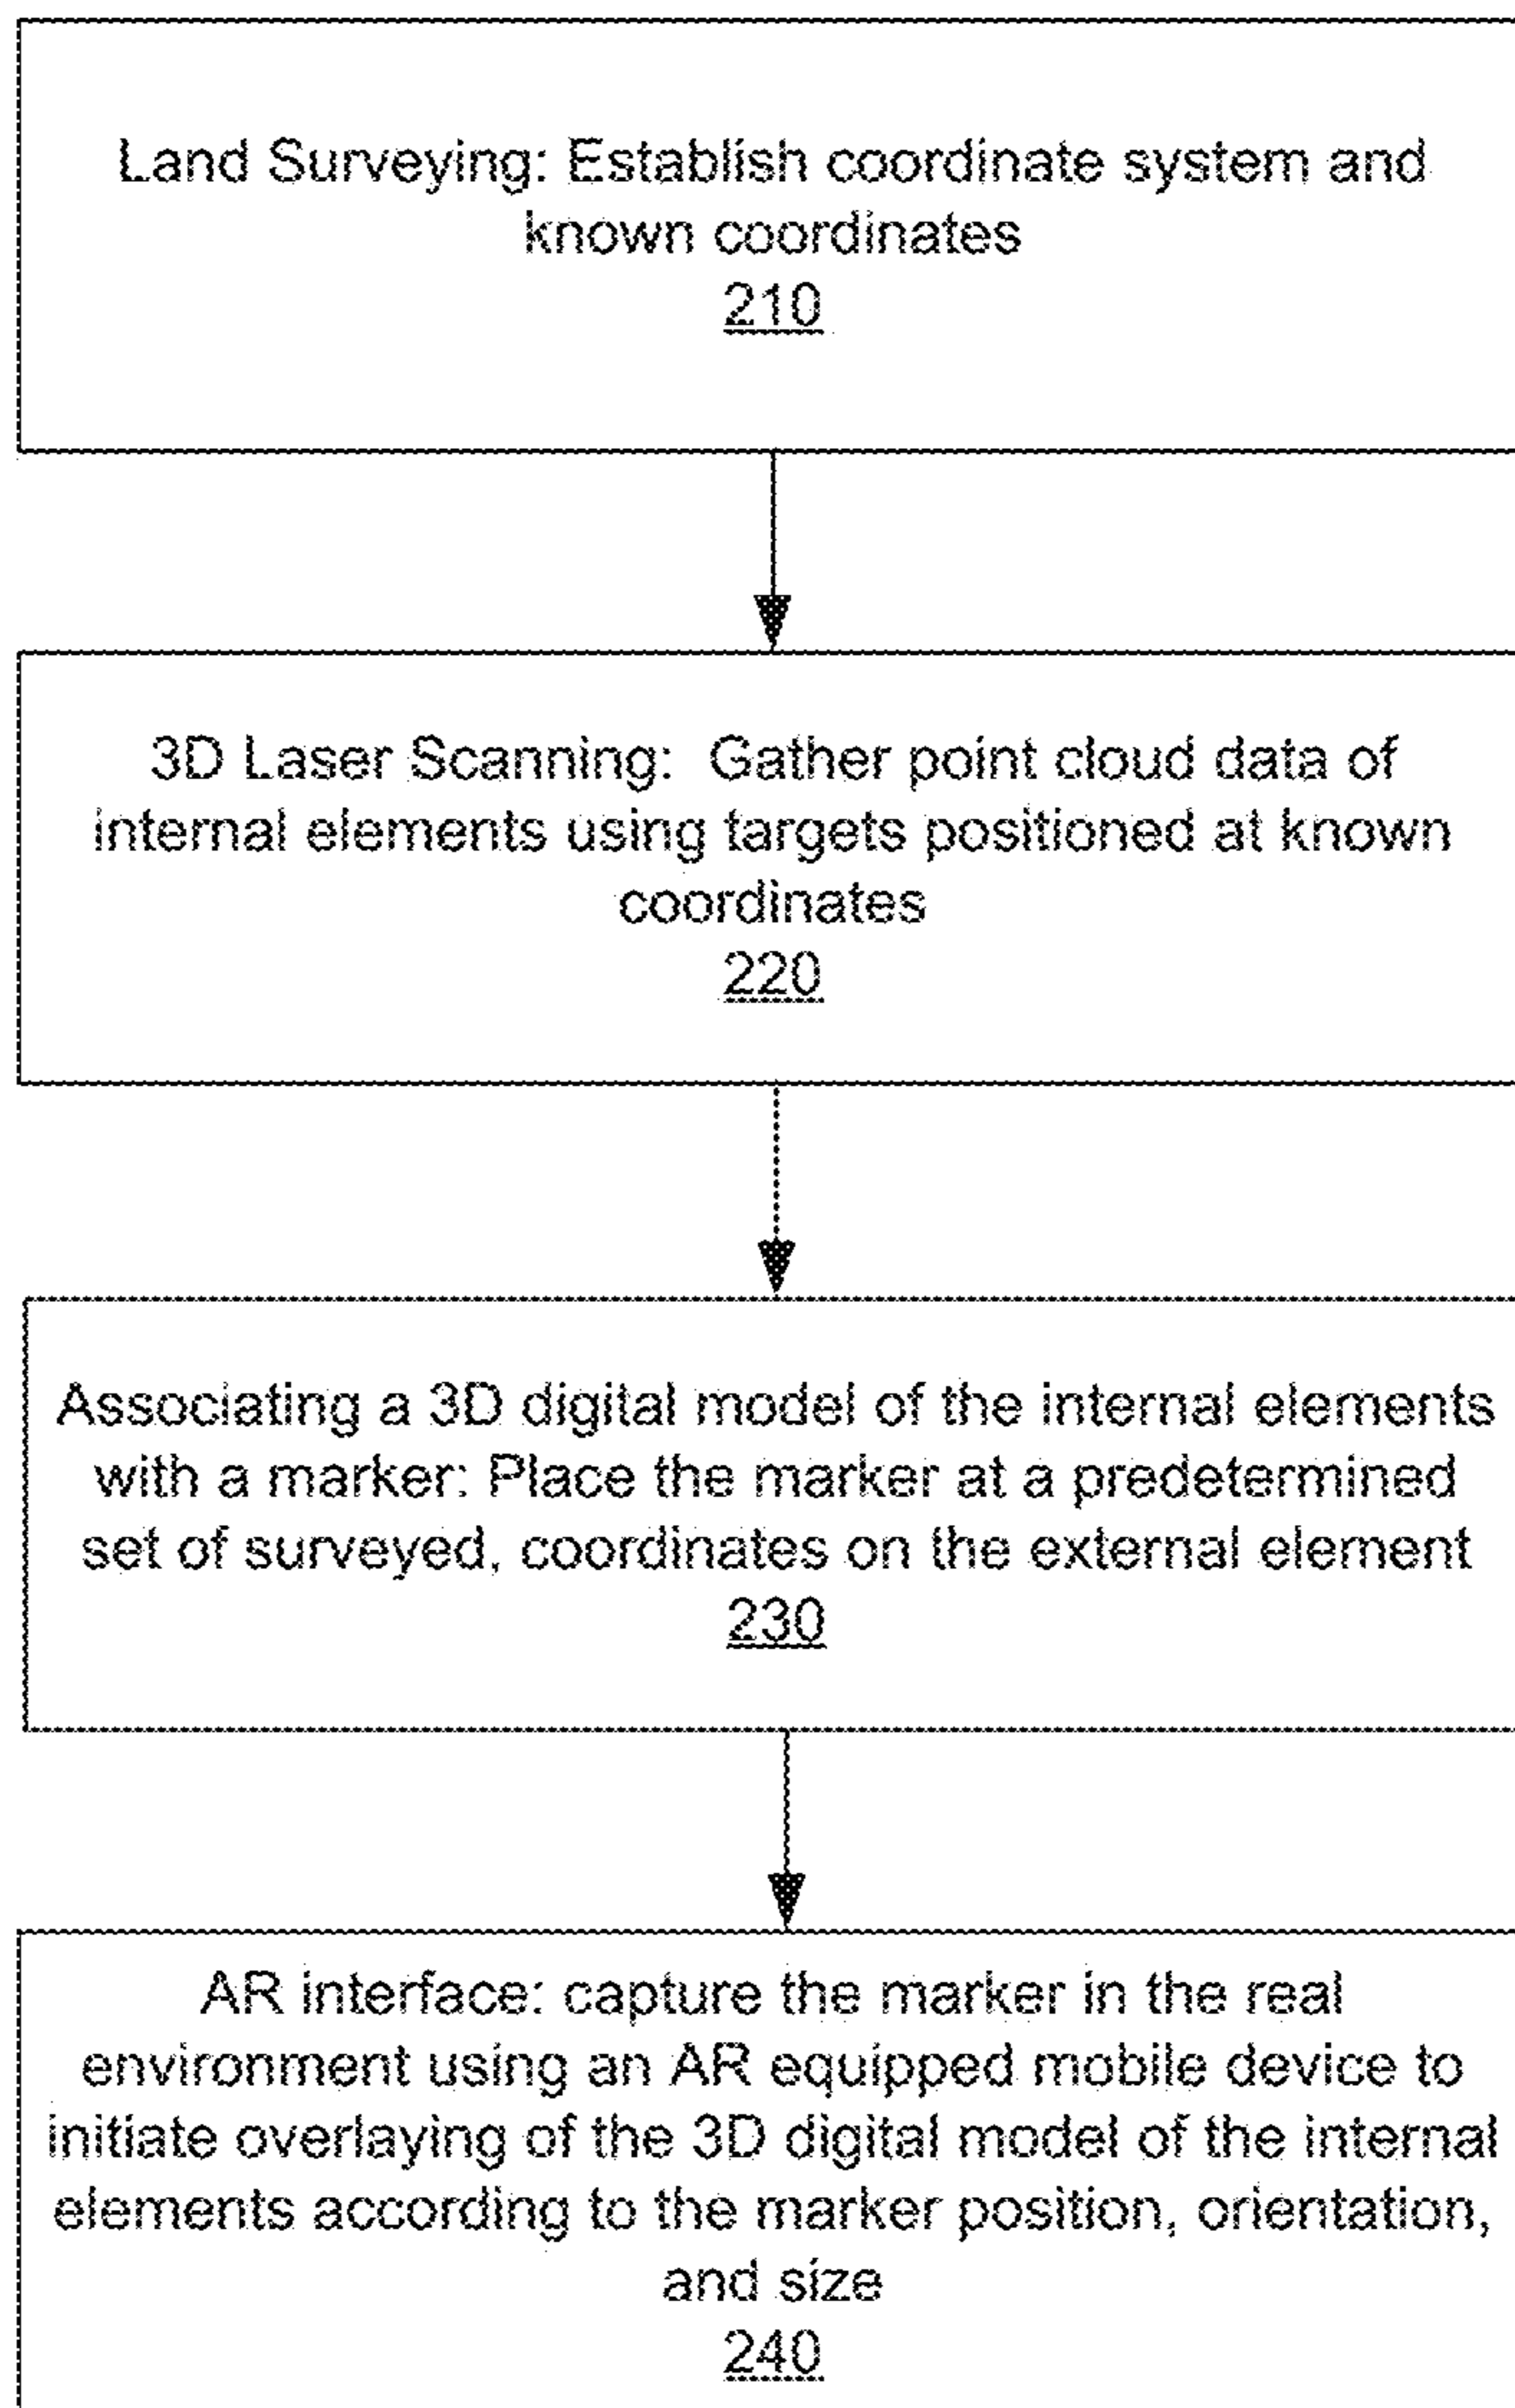 Land Surveying: Establish coordinate system and
known coordinates
210
3D Laser Scanning: Gather point cloud data of
internal elements using targets positioned at known
coordinates
220
Associating a 3D digital model of the internal elements
with a marker: Place the marker at a predetermined
set of surveyed, coordinates on the external element
230
AR interface: capture the marker in the real
environment using an AR equipped mobile device to
initiate overlaying of the 3D digital model of the internal
elements according to the marker position, orientation,
and size
240